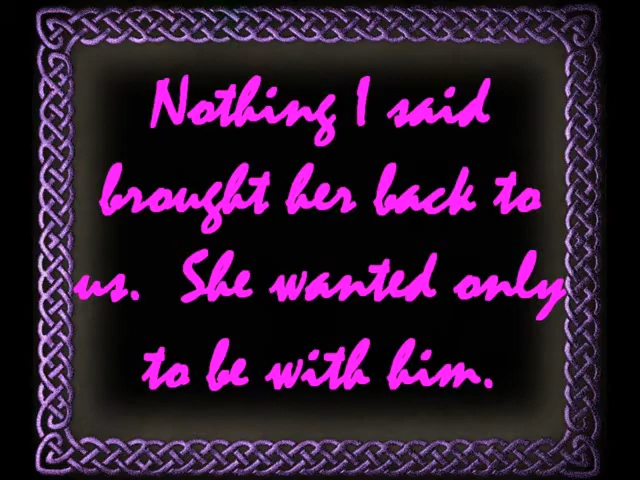 Nothing I said
brought her back to
us. She wanted only
to be with him.